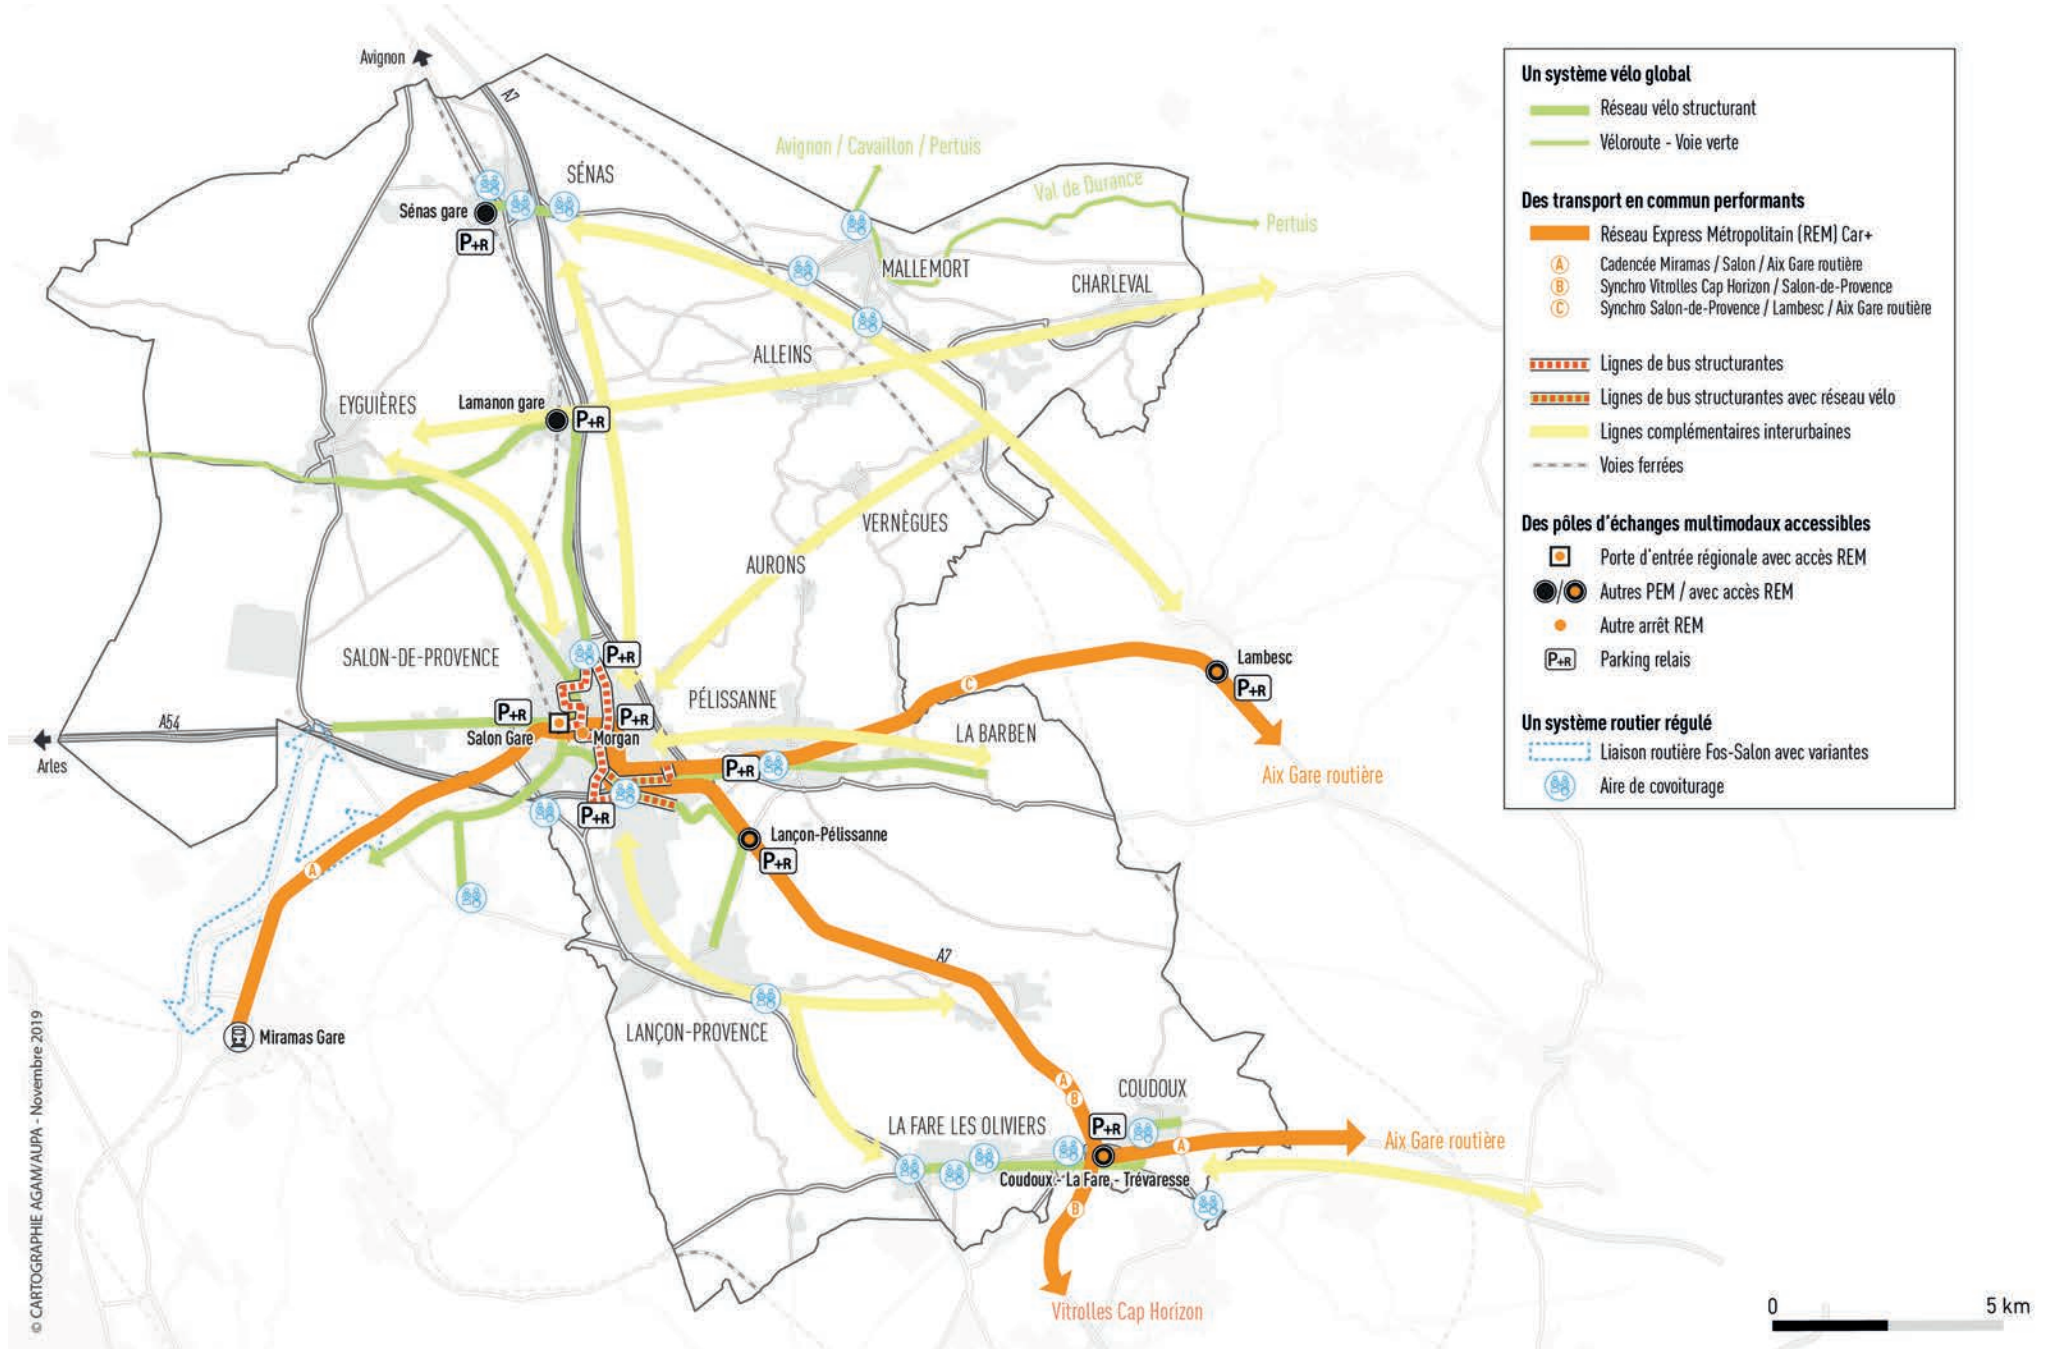 Avignon
A7
SÉNAS
Sénas gare
P+R
Avignon / Cavaillon / Pertuis
Val de Durance
Pertuis
MALLEMORT
CHARLEVAL
ALLEINS
EYGUIÈRES
Lamanon gare
P+R
VERNÈGUES
AURONS
SALON-DE-PROVENCE
P+R
PÉLISSANNE
P+R
P+R
Salon Gare
Morgan
A54
Arles
C
Lambesc
P+R
LA BARBEN
Aix Gare routière
P+R
P+R
Lançon-Pélissanne
P+R
A
A7
Miramas Gare
LANÇON-PROVENCE
A
B
COUDOUX
P+R
LA FARE LES OLIVIERS
A
Aix Gare routière
Coudoux - La Fare - Trévaresse
B
Vitrolles Cap Horizon
Un système vélo global
Réseau vélo structurant
Véloroute - Voie verte
Des transport en commun performants
Réseau Express Métropolitain (REM) Car+
A Cadencée Miramas / Salon / Aix Gare routière
B Synchro Vitrolles Cap Horizon / Salon-de-Provence
C Synchro Salon-de-Provence / Lambesc / Aix Gare routière
Lignes de bus structurantes
Lignes de bus structurantes avec réseau vélo
Lignes complémentaires interurbaines
Voies ferrées
Des pôles d'échanges multimodaux accessibles
Porte d'entrée régionale avec accès REM
/ Autres PEM / avec accès REM
Autre arrêt REM
P+R Parking relais
Un système routier régulé
Liaison routière Fos-Salon avec variantes
Aire de covoiturage
0 5 km
© CARTOGRAPHIE AGAM/AUPA - Novembre 2019